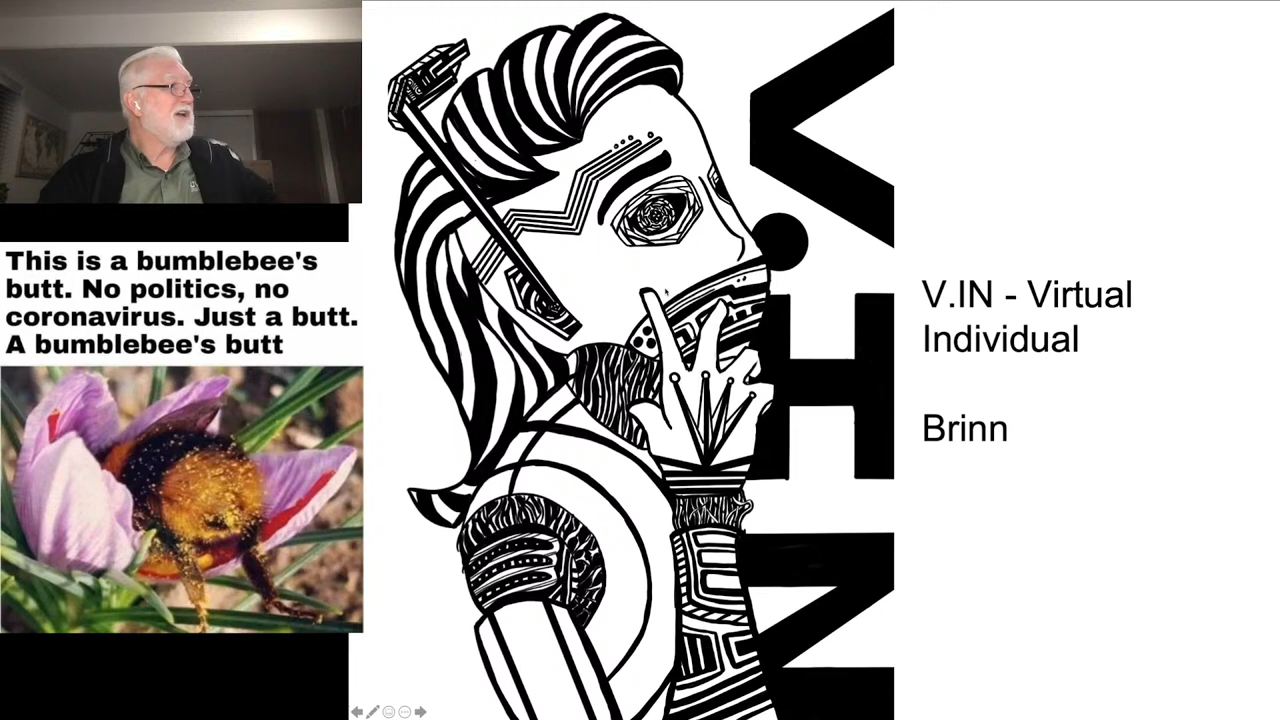 This is a bumblebee's
butt. No politics, no
coronavirus. Just a butt.
A bumblebee's butt
V.IN
V.IN - Virtual
Individual
Brinn